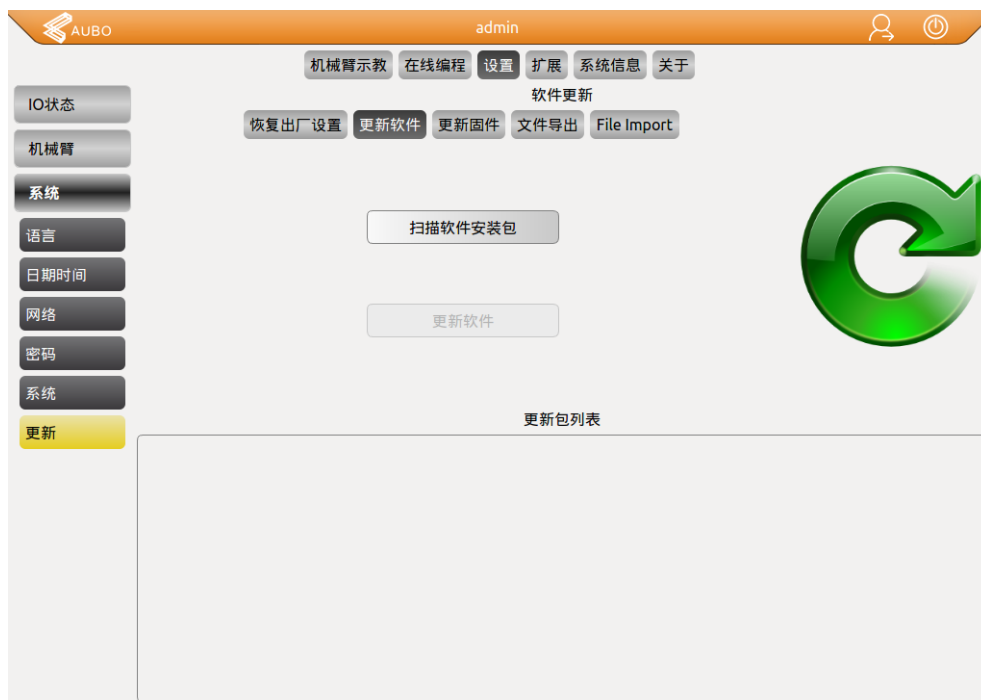 AUBO
admin
机械臂示教 在线编程 设置 扩展 系统信息 关于
软件更新
恢复出厂设置 更新软件 更新固件 文件导出 File Import
IO状态
机械臂
系统
语言
日期时间
网络
密码
系统
更新
扫描软件安装包
更新软件
更新包列表